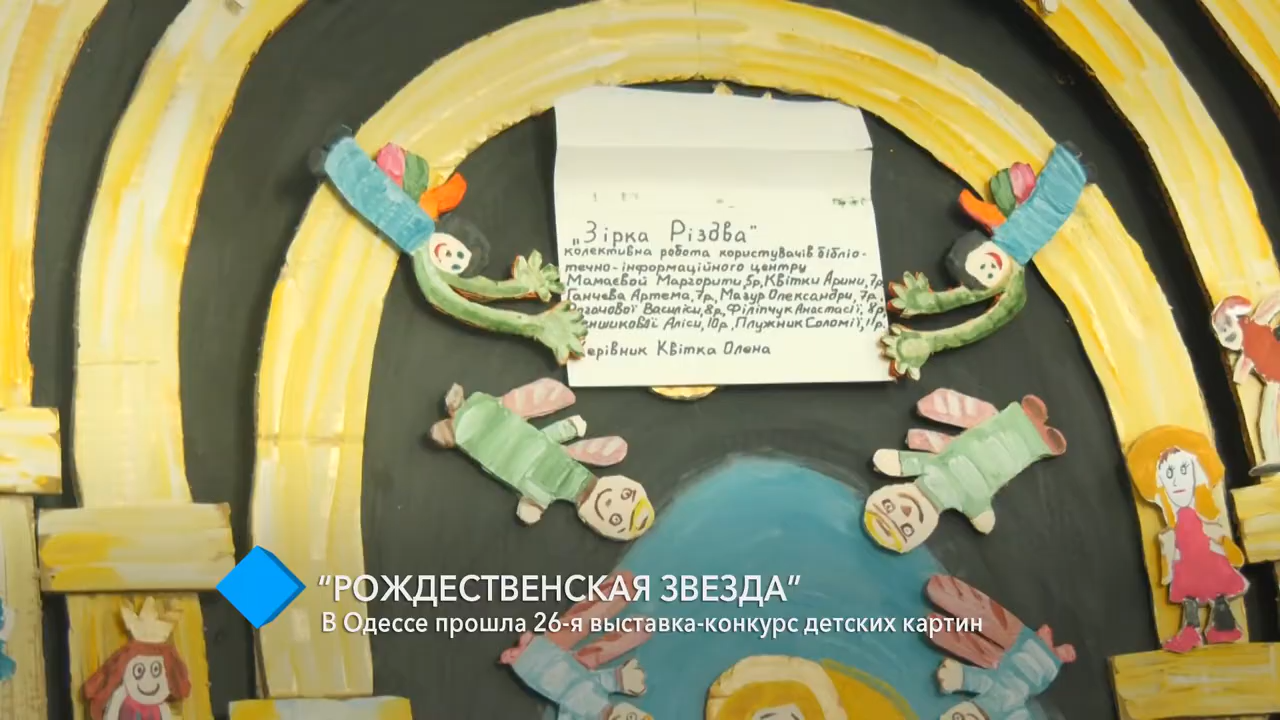 „Зірка Різдва"
колективна робота користувачів бібліо-
течно-інформаційного центру
Мамаєвой Маргорити, 5р, Квітки Арини, 7р
Ганчева Артема, 7р, Мазур Олександри, 7р,
Василіси, 8р, Філіпчук Анастасії, 8р
Аліси, 10р, Плужник Соломії, 11р.
Квітка Олена
“РОЖДЕСТВЕНСКАЯ ЗВЕЗДА“
В Одессе прошла 26-я выставка-конкурс детских картин